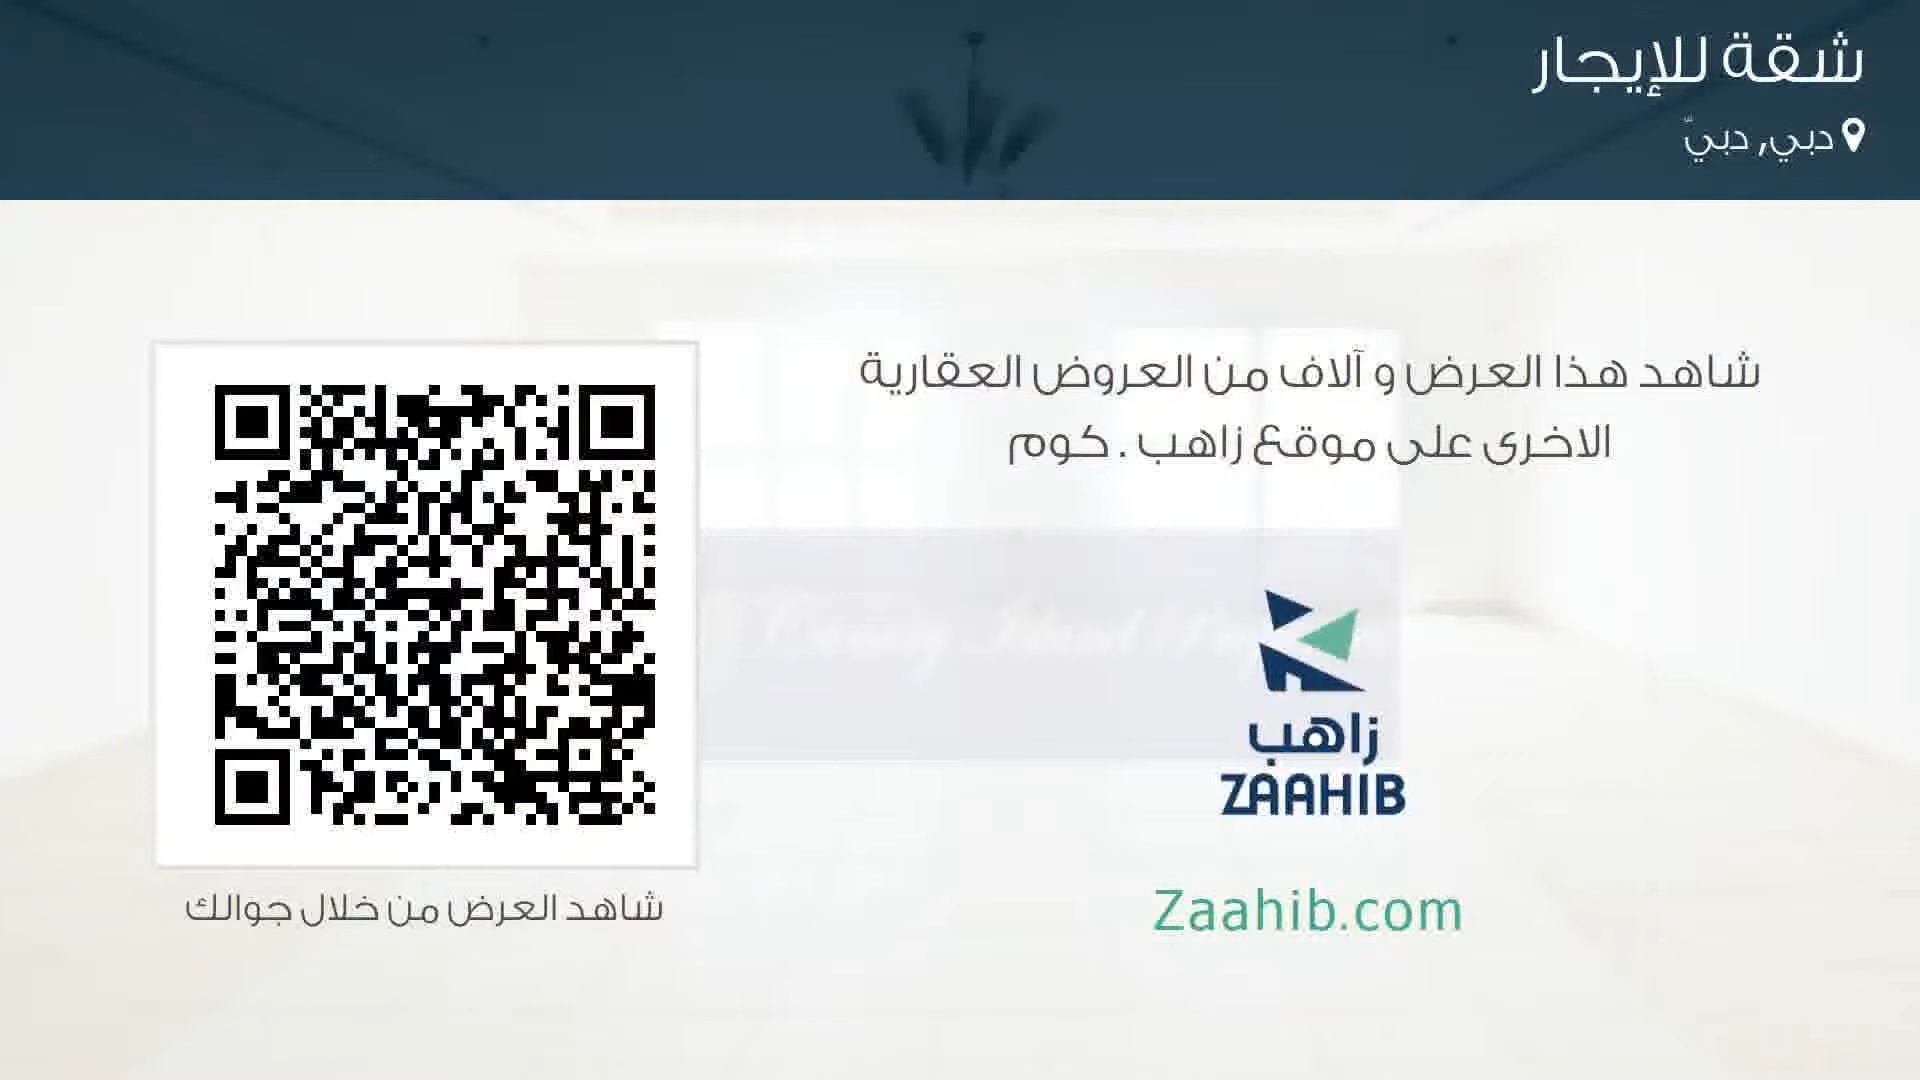 شقة للإيجار
دبي, دبيّ
شاهد هذا العرض و آلاف من العروض العقارية
الاخرى على موقع زاهب . كوم
زاهب
ZAAHIB
Zaahib.com
شاهد العرض من خلال جوالك